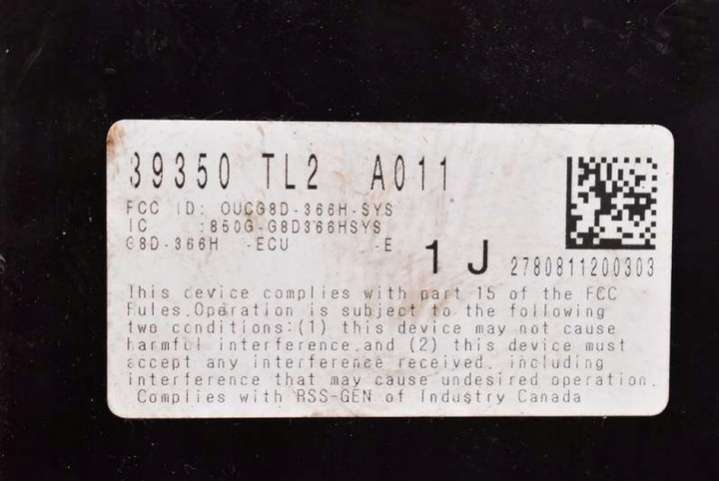 39350 TL2 A011
FCC ID: OUCG8D-366H-SYS
IC :850G-G8D366HSYS
G8D-366H -ECU -E
1J 2780811200303
This device complies with part 15 of the FCC
Rules.Operation is subject to the following
two conditions:(1) this device may not cause
harmful interference.and (2) this device must
accept any interference received. including
interference that may cause undesired operation.
Complies with RSS-GEN of Industry Canada